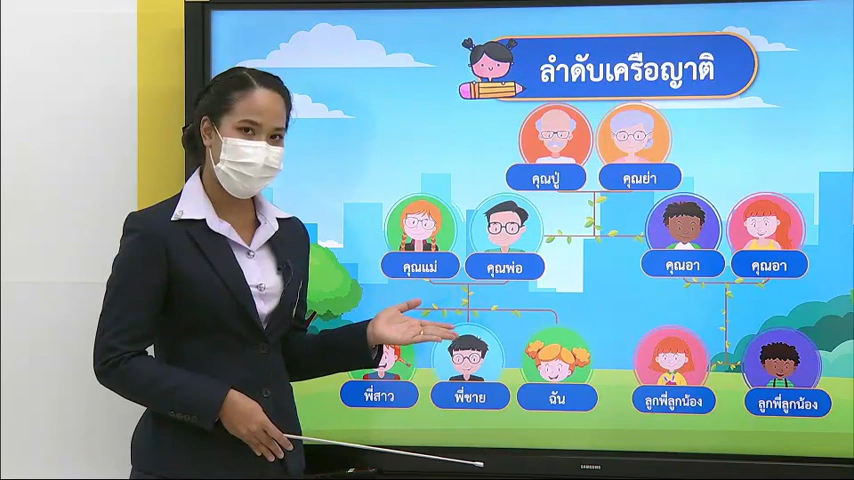 ลำดับเครือญาติ
คุณปู่ คุณย่า
คุณแม่ คุณพ่อ คุณอา คุณอา
พี่สาว พี่ชาย ฉัน ลูกพี่ลูกน้อง ลูกพี่ลูกน้อง
SAMSUNG